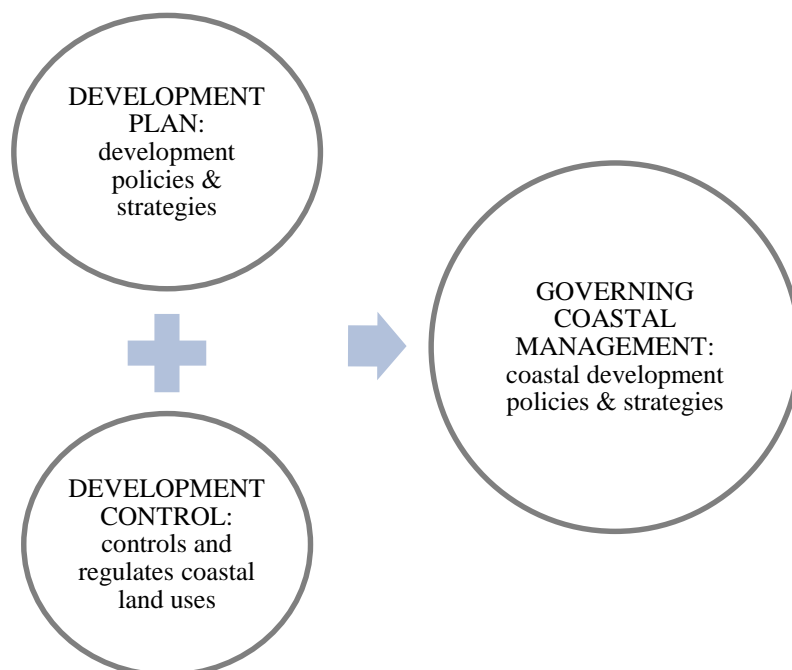 DEVELOPMENT
PLAN:
development
policies &
strategies
DEVELOPMENT
CONTROL:
controls and
regulates coastal
land uses
GOVERNING
COASTAL
MANAGEMENT:
coastal development
policies & strategies